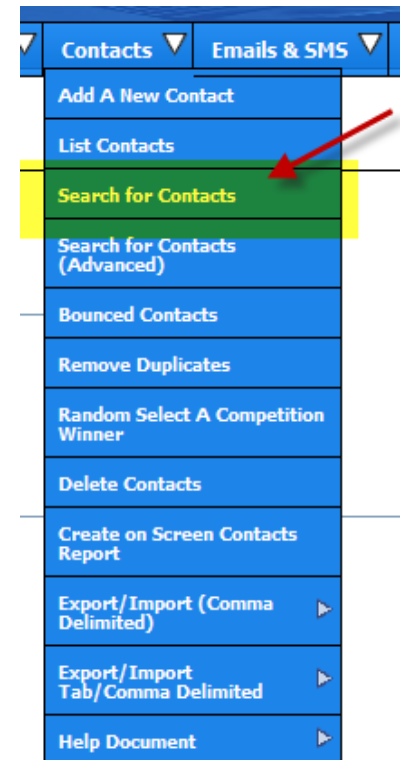 Contacts
Emails & SMS
Add A New Contact
List Contacts
Search for Contacts
Search for Contacts
(Advanced)
Bounced Contacts
Remove Duplicates
Random Select A Competition
Winner
Delete Contacts
Create on Screen Contacts
Report
Export/Import (Comma
Delimited)
Export/Import
Tab/Comma Delimited
Help Document